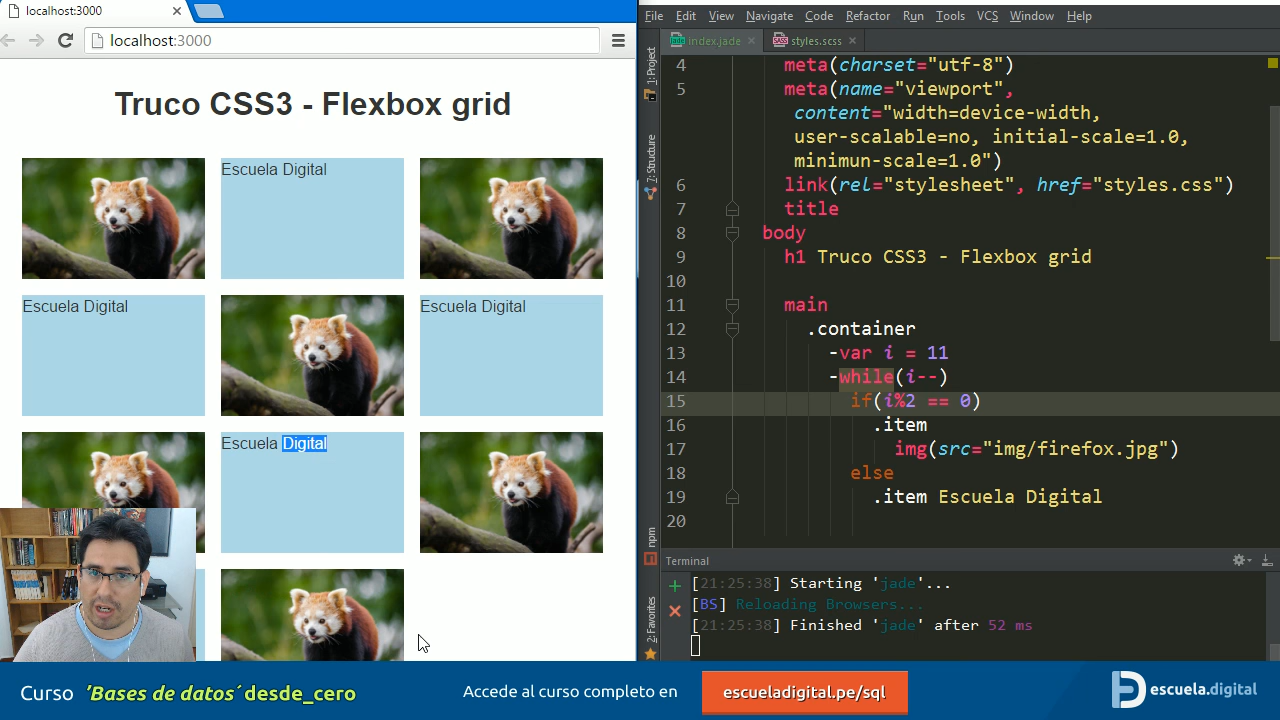 localhost:3000
localhost:3000
Truco CSS3 - Flexbox grid
Escuela Digital
Escuela Digital
Escuela Digital
Escuela Digital
File Edit View Navigate Code Refactor Run Tools VCS Window Help
index.jade
styles.scss
1: Project
7: Structure
npm
2: Favorites
4 meta(charset="utf-8")
5 meta(name="viewport",
content="width=device-width,
user-scalable=no, initial-scale=1.0,
minimun-scale=1.0")
6 link(rel="stylesheet", href="styles.css")
7 title
8 body
9 h1 Truco CSS3 - Flexbox grid
10
11 main
12 .container
13 -var i = 11
14 -while(i--)
15 if(i%2 == 0)
16 .item
17 img(src="img/firefox.jpg")
18 else
19 .item Escuela Digital
20
Terminal
[21:25:38] Starting 'jade'...
[BS] Reloading Browsers...
[21:25:38] Finished 'jade' after 52 ms
Curso 'Bases de datos´ desde_cero
Accede al curso completo en
escueladigital.pe/sql
escuela.digital